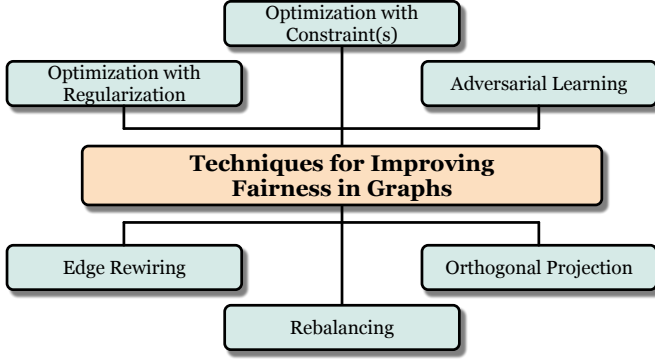 Optimization with
Constraint(s)
Optimization with
Regularization
Adversarial Learning
Techniques for Improving
Fairness in Graphs
Edge Rewiring
Orthogonal Projection
Rebalancing